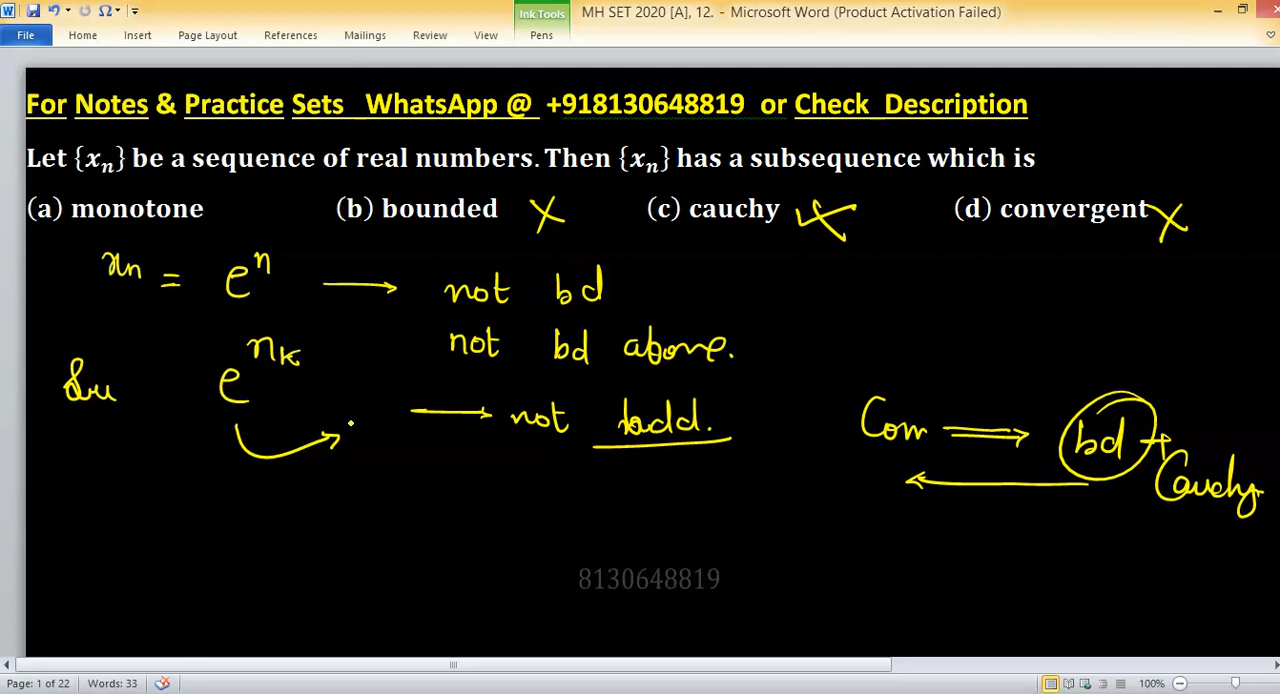 Ink Tools
MH SET 2020 [A], 12. - Microsoft Word (Product Activation Failed)
File Home Insert Page Layout References Mailings Review View Pens
For Notes & Practice Sets WhatsApp @ +918130648819 or Check Description
Let {xₙ} be a sequence of real numbers. Then {xₙ} has a subsequence which is
(a) monotone (b) bounded X (c) cauchy X (d) convergent X
xₙ = eⁿ → not bd
not bd above.
Su e^{n_k}
→ not bdd.
Con ⟹ bd +
← Cauchy
8130648819
Page: 1 of 22 Words: 33 100%